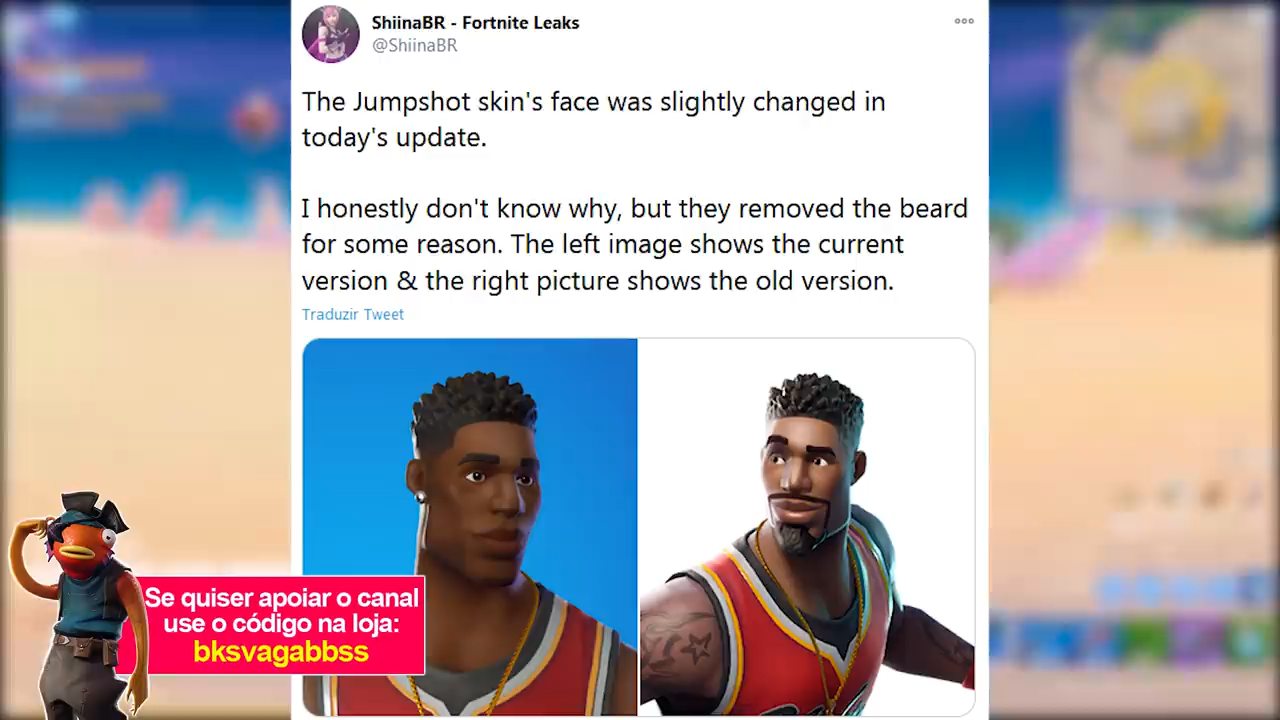 ShiinaBR - Fortnite Leaks
@ShiinaBR
The Jumpshot skin's face was slightly changed in
today's update.
I honestly don't know why, but they removed the beard
for some reason. The left image shows the current
version & the right picture shows the old version.
Traduzir Tweet
Se quiser apoiar o canal
use o código na loja:
bksvagabbss